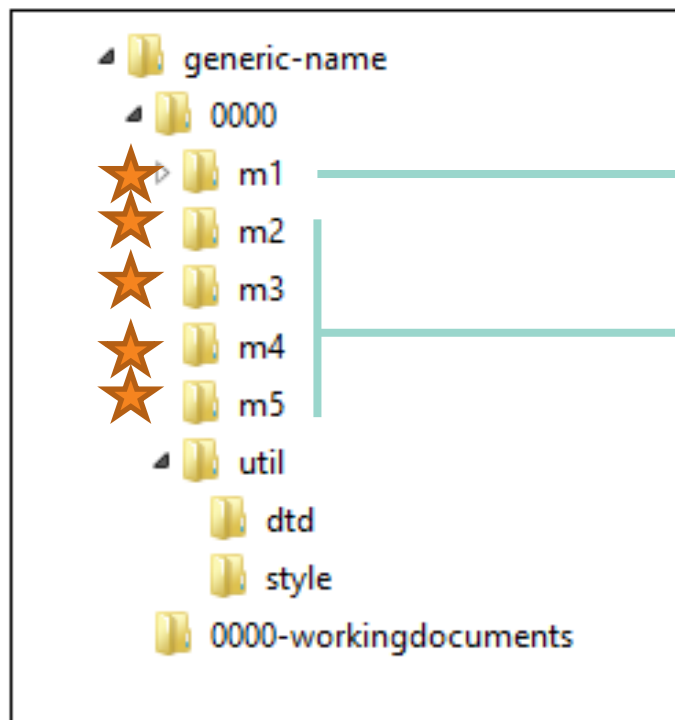 generic-name
0000
m1
m2
m3
m4
m5
util
dtd
style
0000-workingdocuments